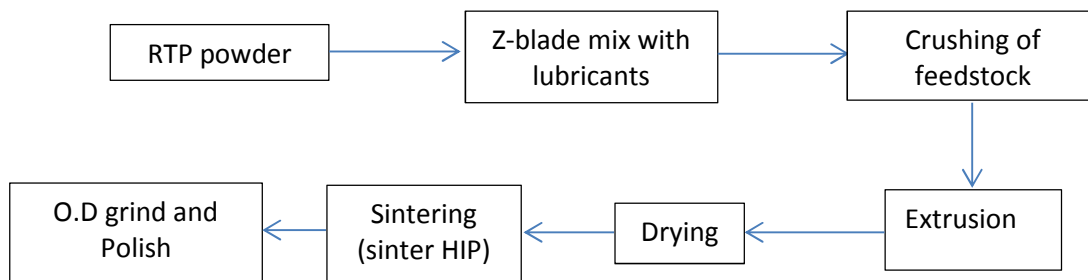 RTP powder
Z-blade mix with
lubricants
Crushing of
feedstock
Extrusion
Drying
Sintering
(sinter HIP)
O.D grind and
Polish